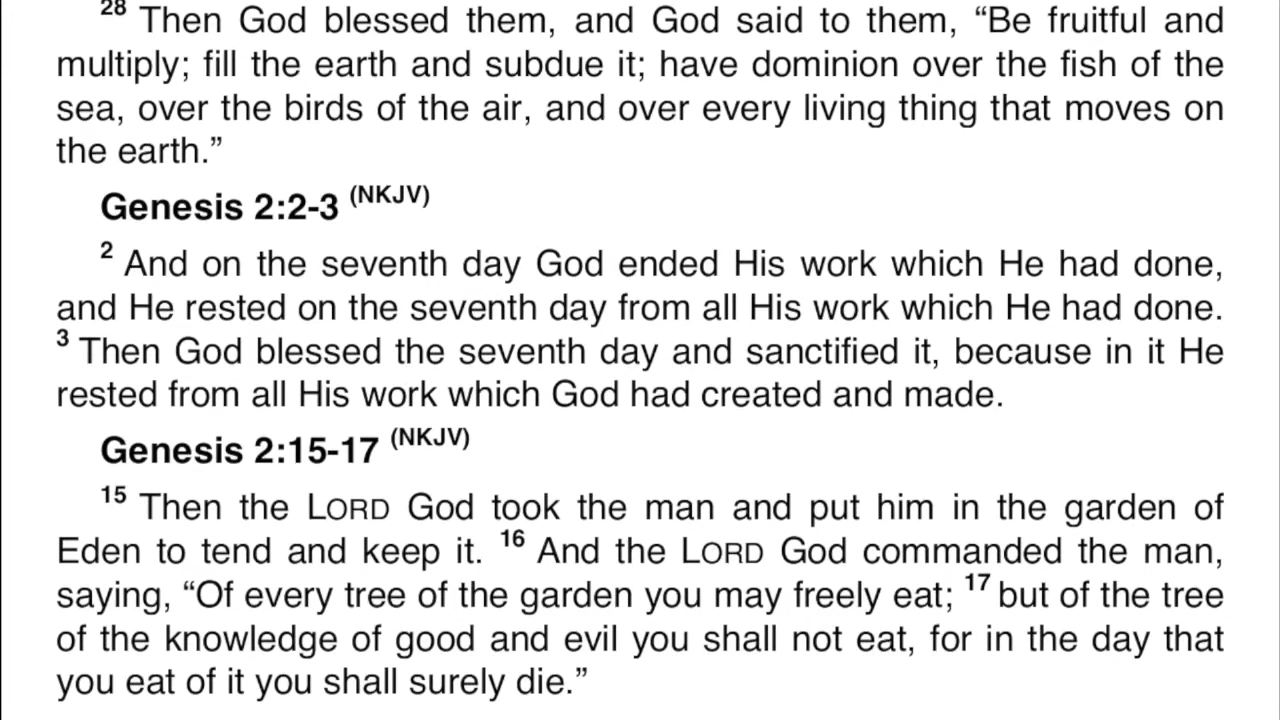 28 Then God blessed them, and God said to them, “Be fruitful and
multiply; fill the earth and subdue it; have dominion over the fish of the
sea, over the birds of the air, and over every living thing that moves on
the earth.”
Genesis 2:2-3 (NKJV)
2 And on the seventh day God ended His work which He had done,
and He rested on the seventh day from all His work which He had done.
3 Then God blessed the seventh day and sanctified it, because in it He
rested from all His work which God had created and made.
Genesis 2:15-17 (NKJV)
15 Then the LORD God took the man and put him in the garden of
Eden to tend and keep it. 16 And the LORD God commanded the man,
saying, “Of every tree of the garden you may freely eat; 17 but of the tree
of the knowledge of good and evil you shall not eat, for in the day that
you eat of it you shall surely die.”